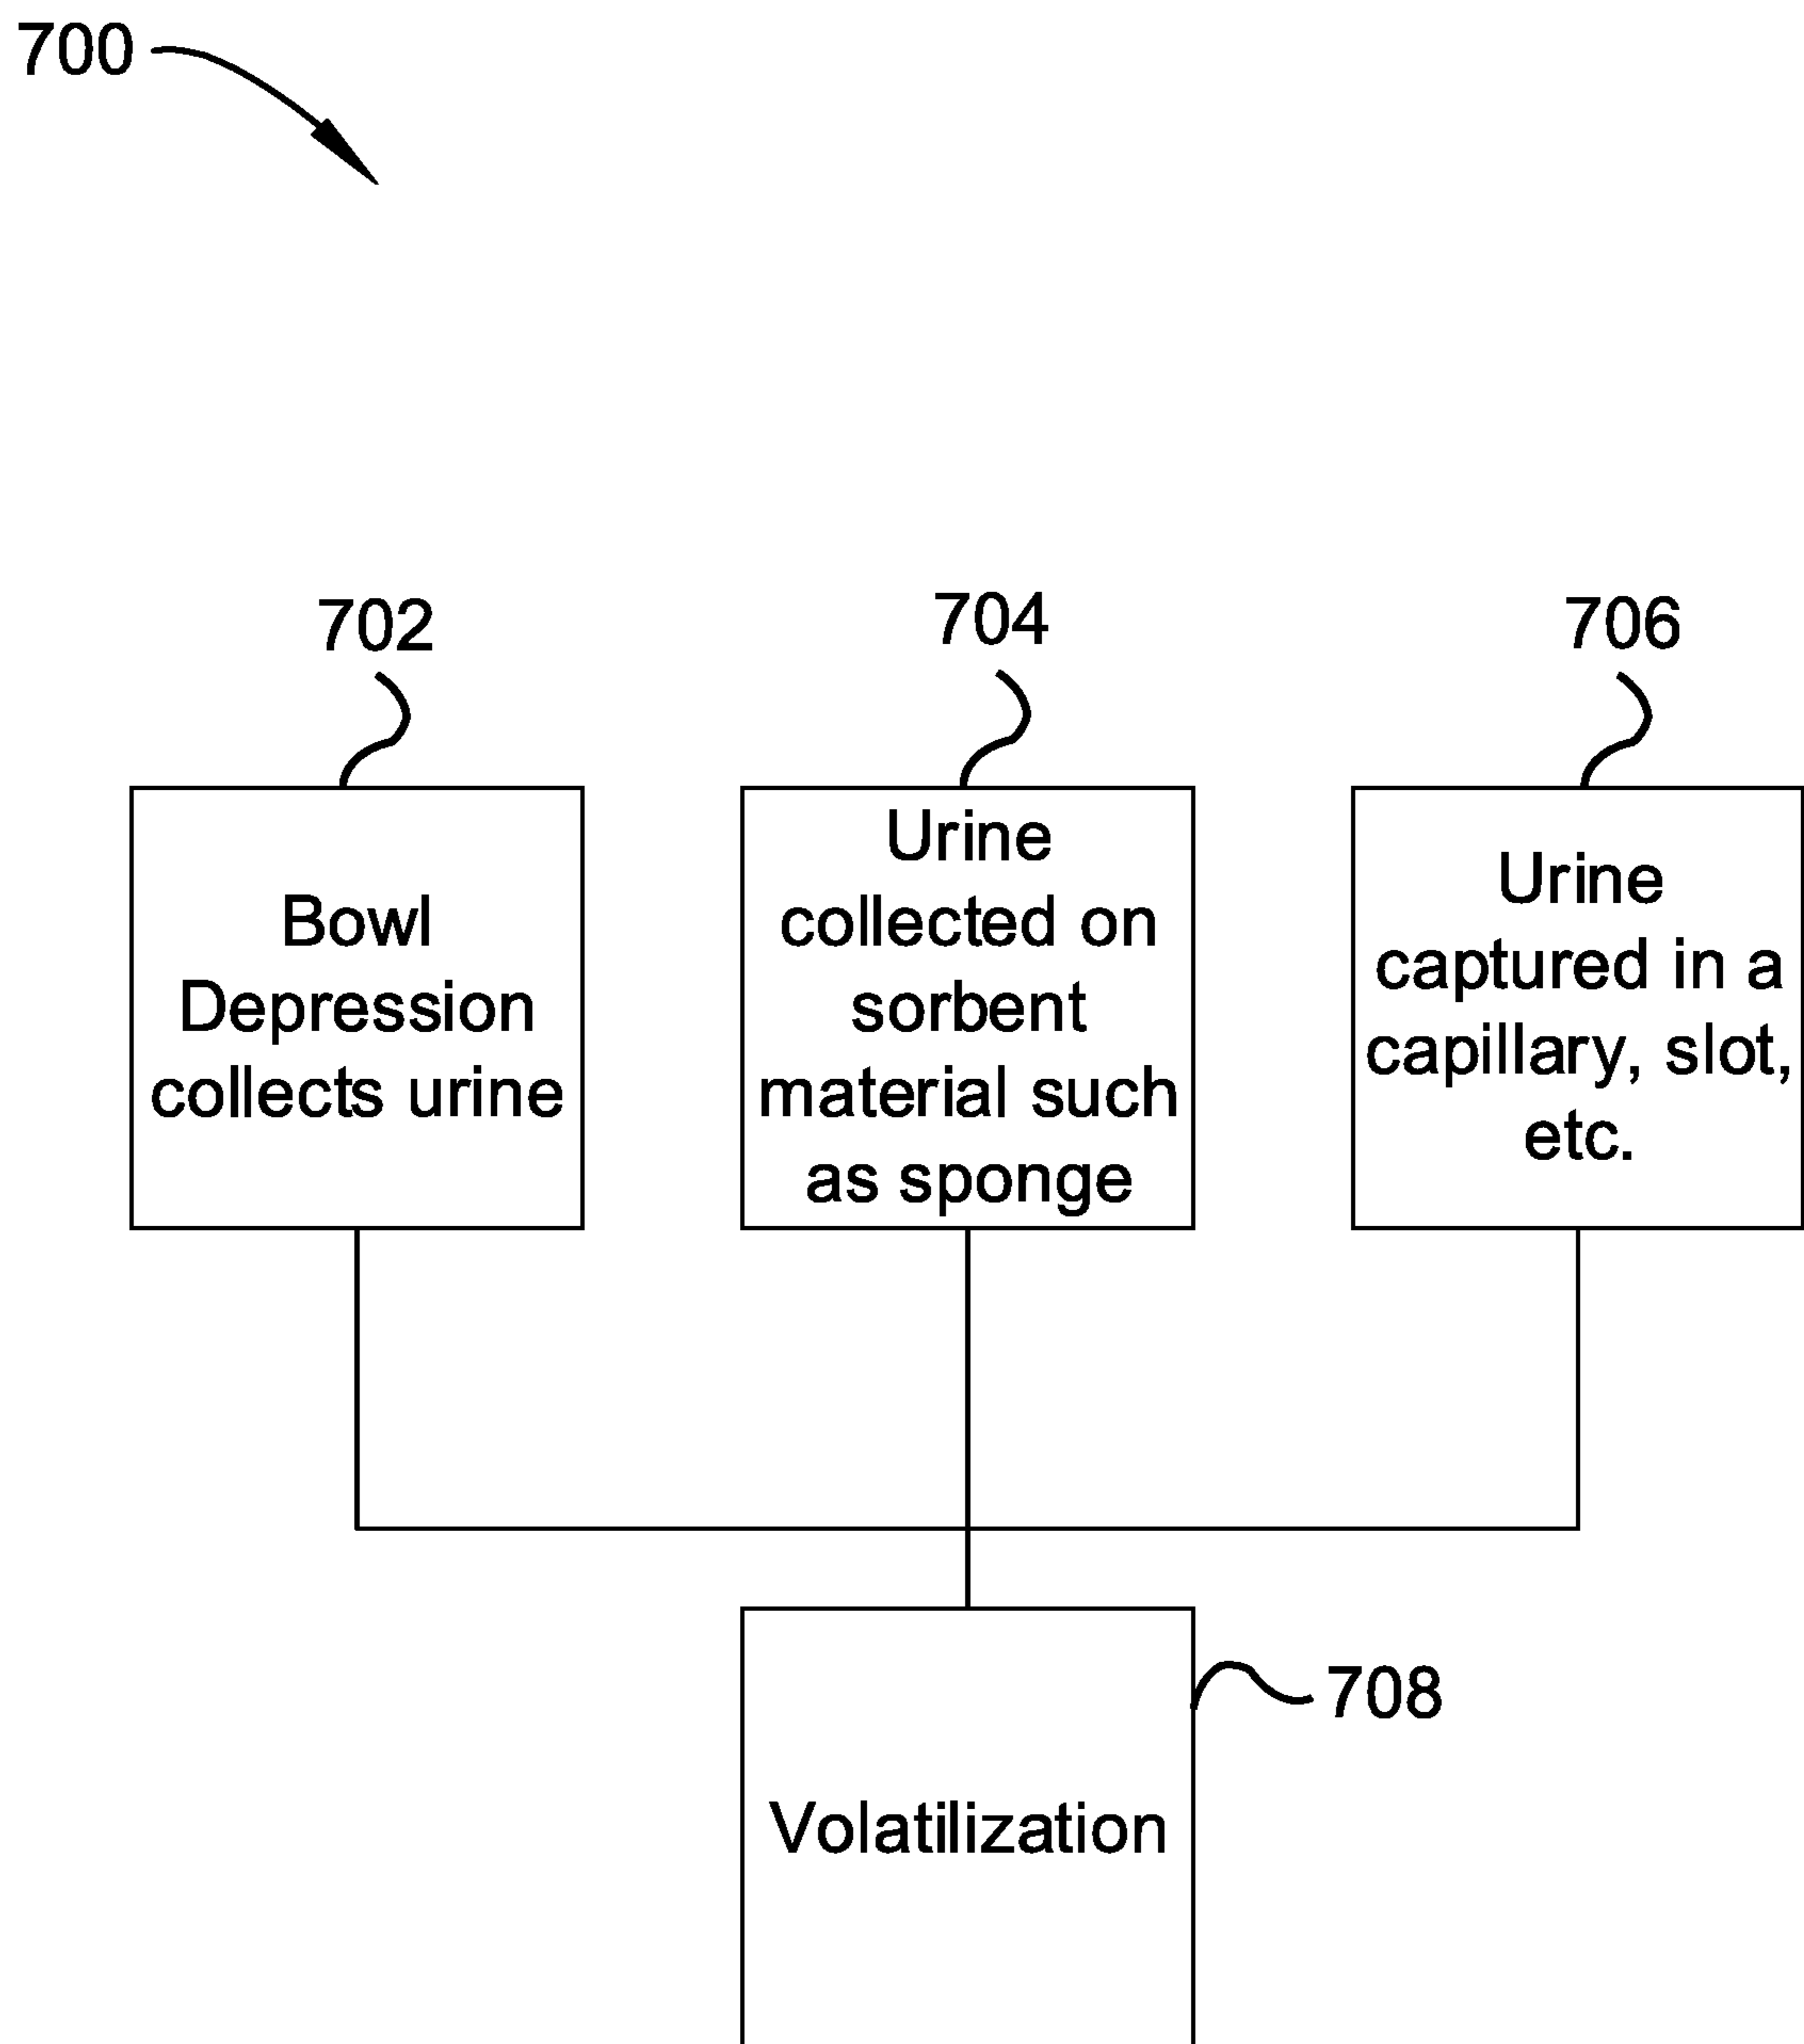 700
702
704
706
Bowl
Depression
collects urine
Urine
collected on
sorbent
material such
as sponge
Urine
captured in a
capillary, slot,
etc.
708
Volatilization